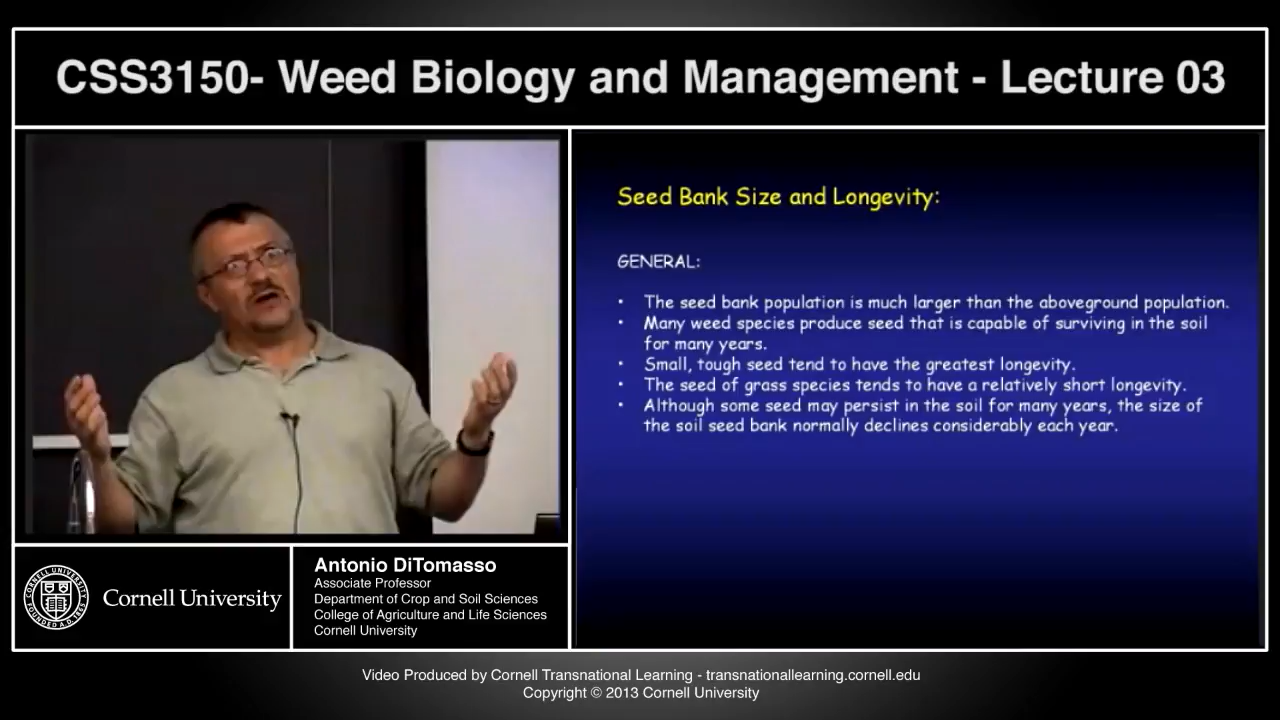 CSS3150- Weed Biology and Management - Lecture 03
Seed Bank Size and Longevity:
GENERAL:
• The seed bank population is much larger than the aboveground population.
• Many weed species produce seed that is capable of surviving in the soil
for many years.
• Small, tough seed tend to have the greatest longevity.
• The seed of grass species tends to have a relatively short longevity.
• Although some seed may persist in the soil for many years, the size of
the soil seed bank normally declines considerably each year.
Cornell University
Antonio DiTomasso
Associate Professor
Department of Crop and Soil Sciences
College of Agriculture and Life Sciences
Cornell University
Video Produced by Cornell Transnational Learning - transnationallearning.cornell.edu
Copyright © 2013 Cornell University